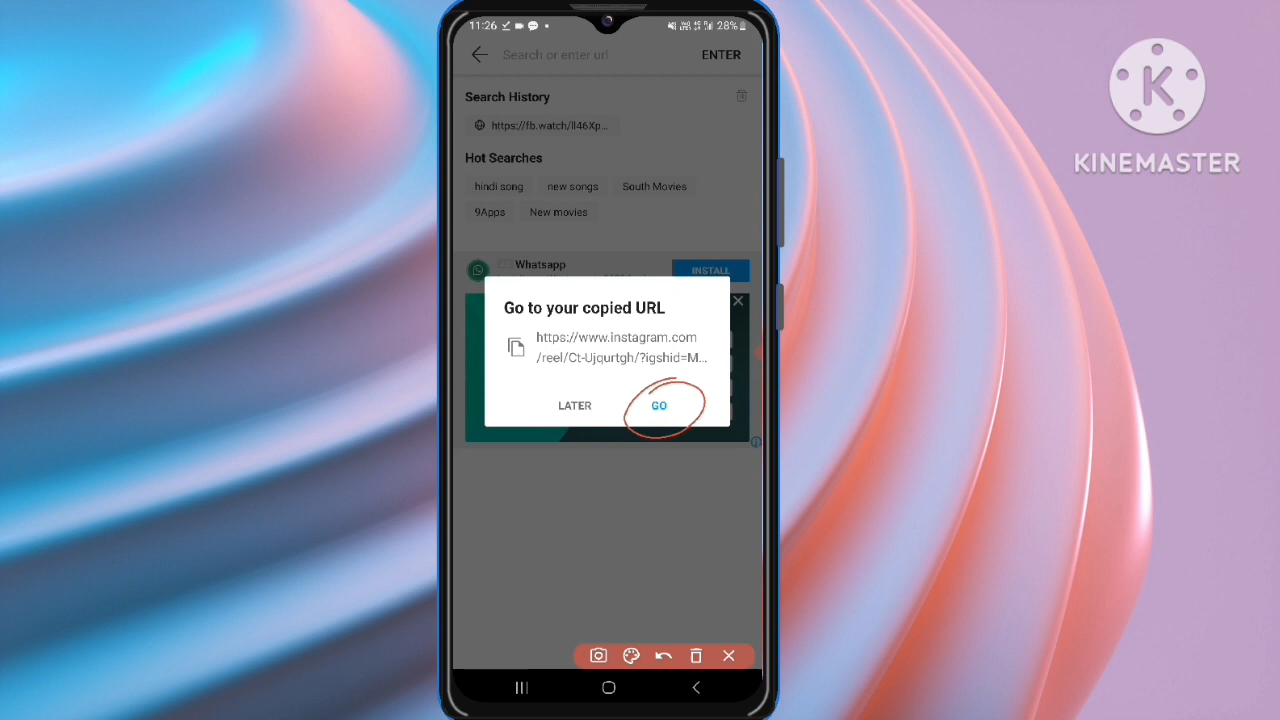 11:26
28%
Search or enter url
ENTER
Search History
https://fb.watch/ll46Xp...
Hot Searches
hindi song
new songs
South Movies
9Apps
New movies
Whatsapp
INSTALL
Go to your copied URL
https://www.instagram.com
/reel/Ct-Ujqurtgh/?igshid=M...
LATER
GO
K
KINEMASTER